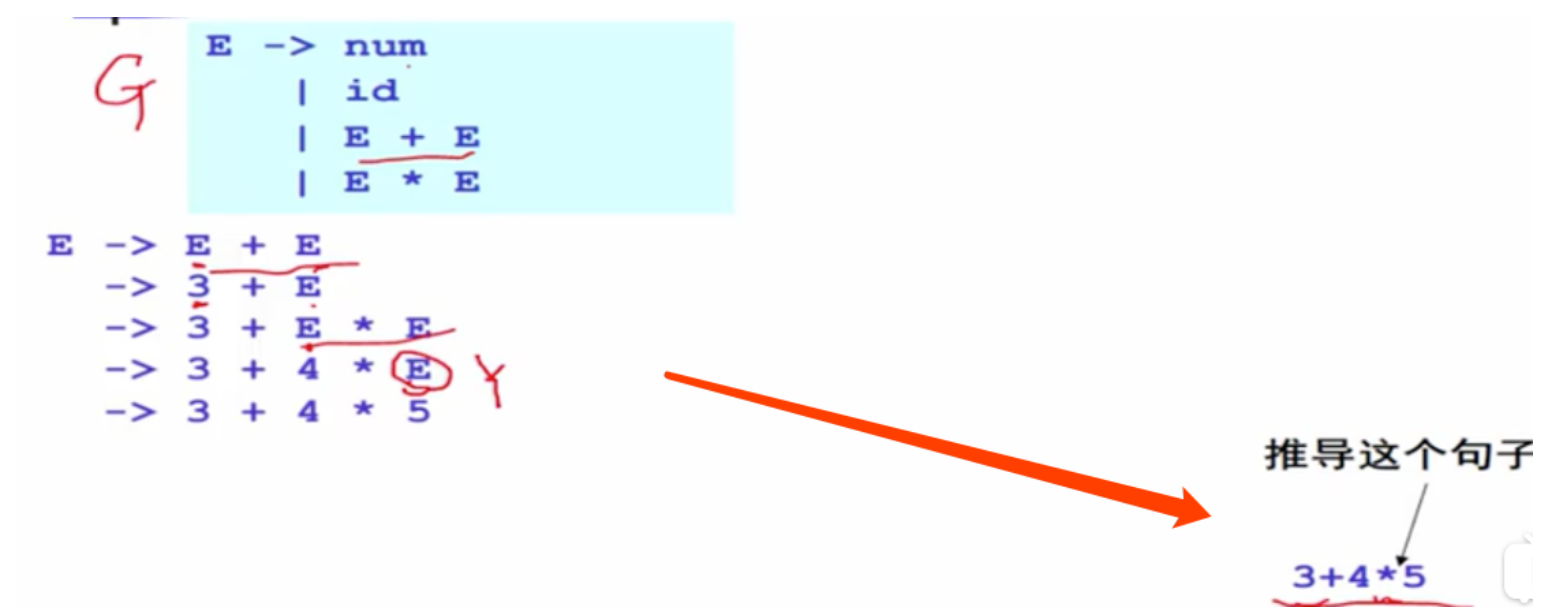 G
E -> num
| id
| E + E
| E * E
E -> E + E
-> 3 + E
-> 3 + E * E
-> 3 + 4 * E Y
-> 3 + 4 * 5
推导这个句子
3+4*5